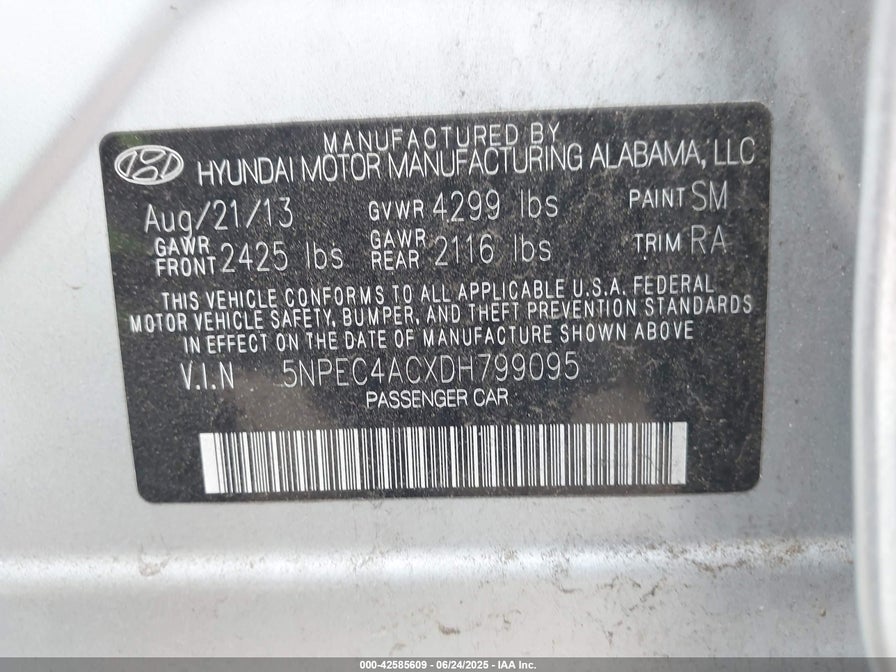 MANUFACTURED BY
HYUNDAI MOTOR MANUFACTURING ALABAMA, LLC
Aug/21/13 GVWR 4299 lbs PAINT SM
GAWR FRONT 2425 lbs GAWR REAR 2116 lbs TRIM RA
THIS VEHICLE CONFORMS TO ALL APPLICABLE U.S.A. FEDERAL
MOTOR VEHICLE SAFETY, BUMPER, AND THEFT PREVENTION STANDARDS
IN EFFECT ON THE DATE OF MANUFACTURE SHOWN ABOVE
V.I.N 5NPEC4ACXDH799095
PASSENGER CAR
000-42585609 - 06/24/2025 - IAA Inc.